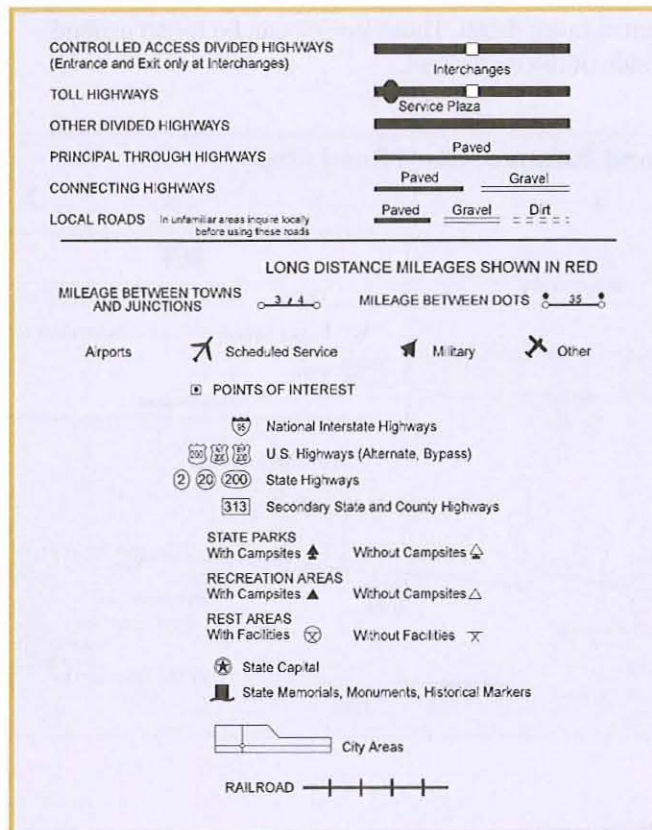 CONTROLLED ACCESS DIVIDED HIGHWAYS
(Entrance and Exit only at Interchanges)
Interchanges
TOLL HIGHWAYS
Service Plaza
OTHER DIVIDED HIGHWAYS
PRINCIPAL THROUGH HIGHWAYS Paved
CONNECTING HIGHWAYS Paved Gravel
LOCAL ROADS In unfamiliar areas inquire locally Paved Gravel Dirt
before using these roads
LONG DISTANCE MILEAGES SHOWN IN RED
MILEAGE BETWEEN TOWNS
AND JUNCTIONS 3 / 4 MILEAGE BETWEEN DOTS 35
Airports Scheduled Service Military Other
POINTS OF INTEREST
95 National Interstate Highways
U.S. Highways (Alternate, Bypass)
2 20 200 State Highways
313 Secondary State and County Highways
STATE PARKS
With Campsites Without Campsites
RECREATION AREAS
With Campsites Without Campsites
REST AREAS
With Facilities Without Facilities
State Capital
State Memorials, Monuments, Historical Markers
City Areas
RAILROAD